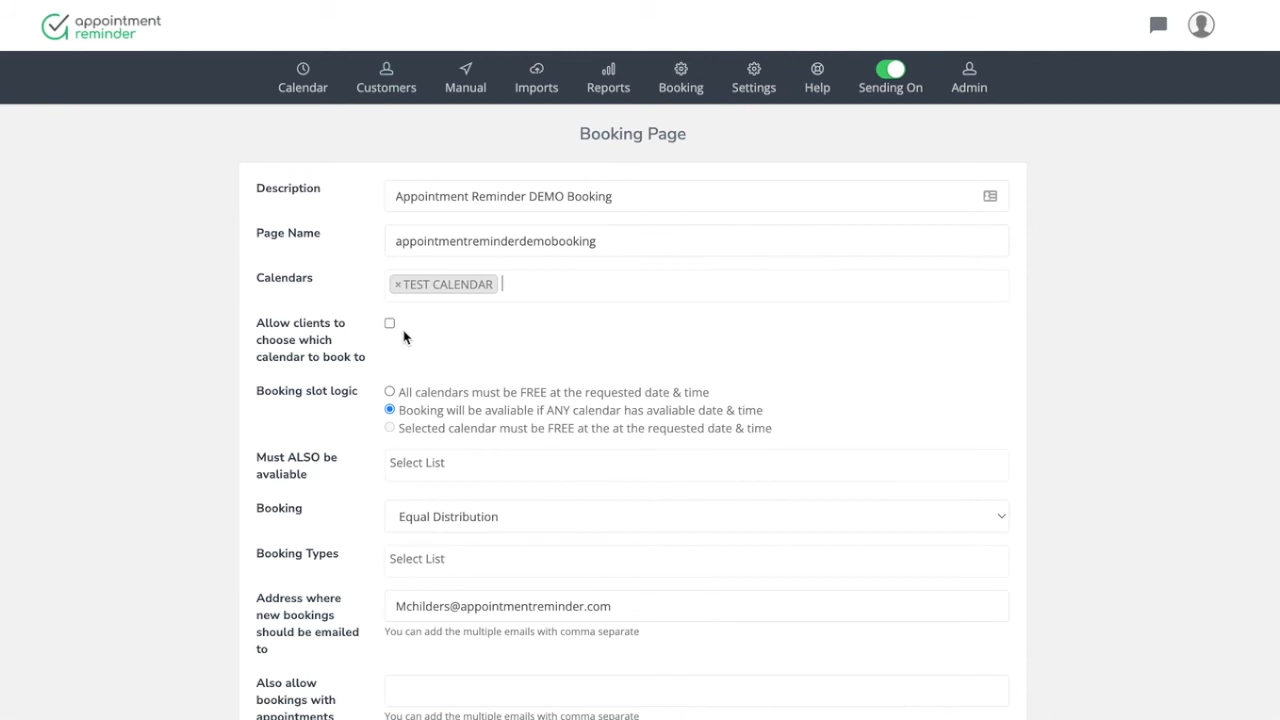 appointment
reminder
Calendar
Customers
Manual
Imports
Reports
Booking
Settings
Help
Sending On
Admin
Booking Page
Description
Appointment Reminder DEMO Booking
Page Name
appointmentreminderdemobooking
Calendars
×TEST CALENDAR
Allow clients to
choose which
calendar to book to
Booking slot logic
All calendars must be FREE at the requested date & time
Booking will be avaliable if ANY calendar has avaliable date & time
Selected calendar must be FREE at the at the requested date & time
Must ALSO be
avaliable
Select List
Booking
Equal Distribution
Booking Types
Select List
Address where
new bookings
should be emailed
to
Mchilders@appointmentreminder.com
You can add the multiple emails with comma separate
Also allow
bookings with
appointments
You can add the multiple emails with comma separate